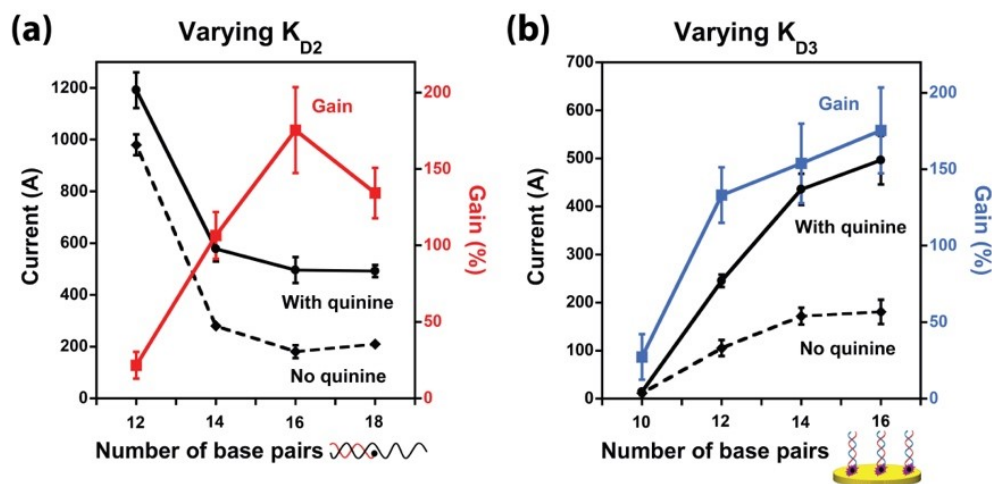 (a)
Varying K_D2
1200
1000
800
600
400
200
0
Current (A)
Gain
With quinine
No quinine
200
150
100
50
0
Gain (%)
12 14 16 18
Number of base pairs
(b)
Varying K_D3
700
600
500
400
300
200
100
0
Current (A)
Gain
With quinine
No quinine
200
150
100
50
0
Gain (%)
10 12 14 16
Number of base pairs